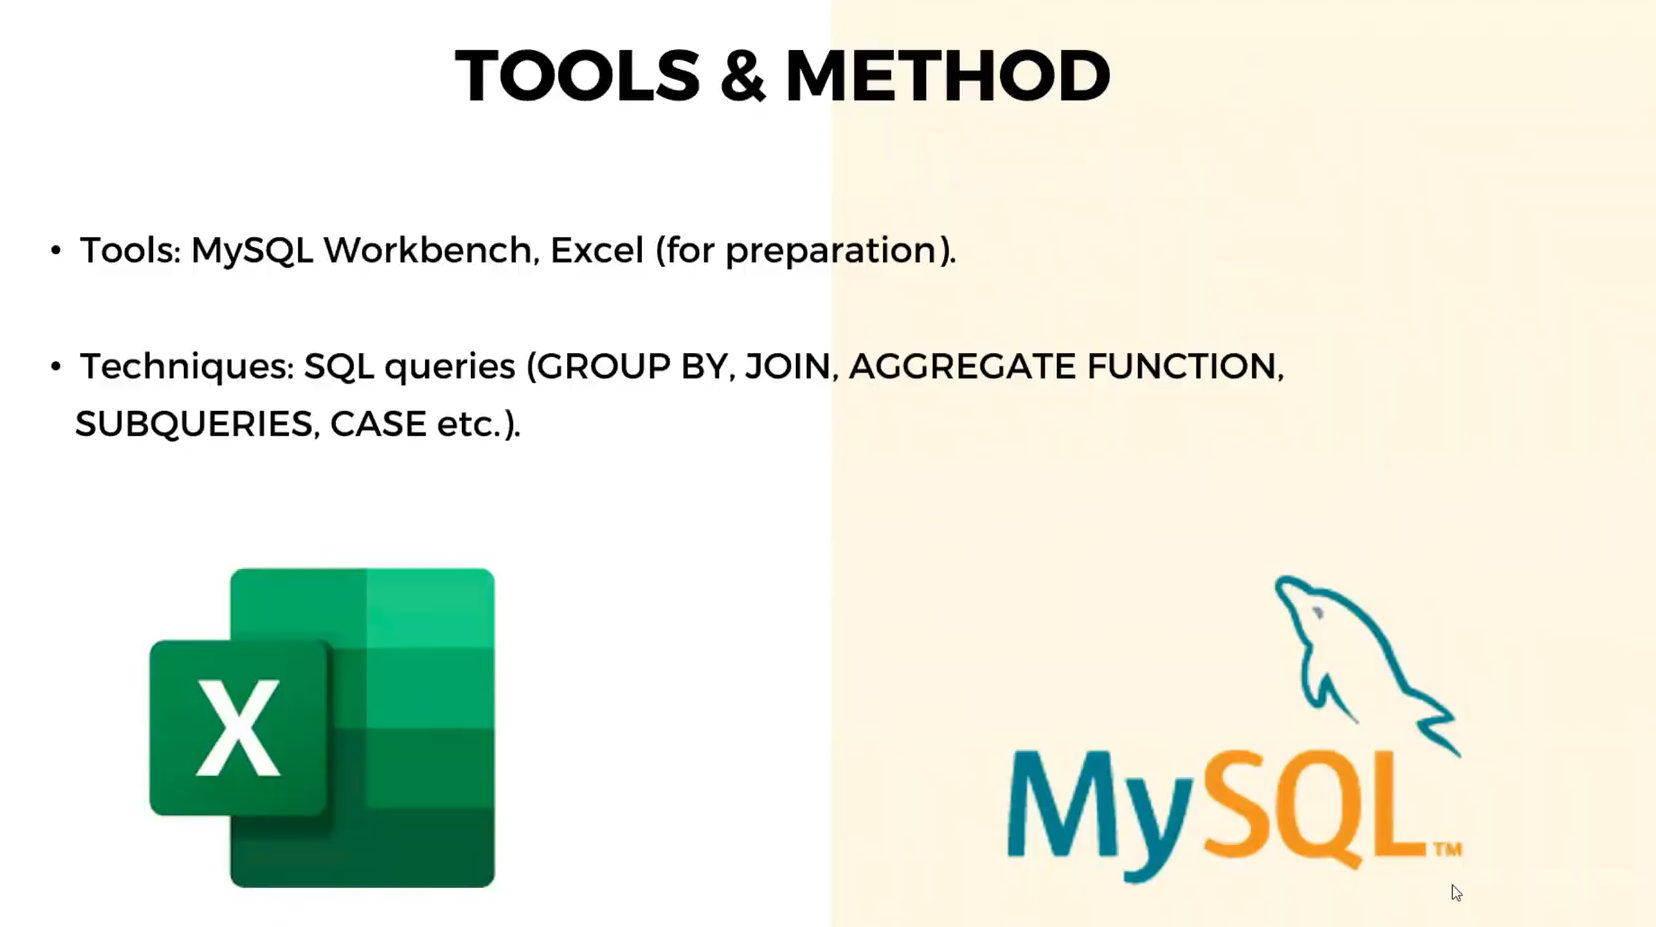 TOOLS & METHOD
• Tools: MySQL Workbench, Excel (for preparation).
• Techniques: SQL queries (GROUP BY, JOIN, AGGREGATE FUNCTION,
SUBQUERIES, CASE etc.).
X
MySQL™